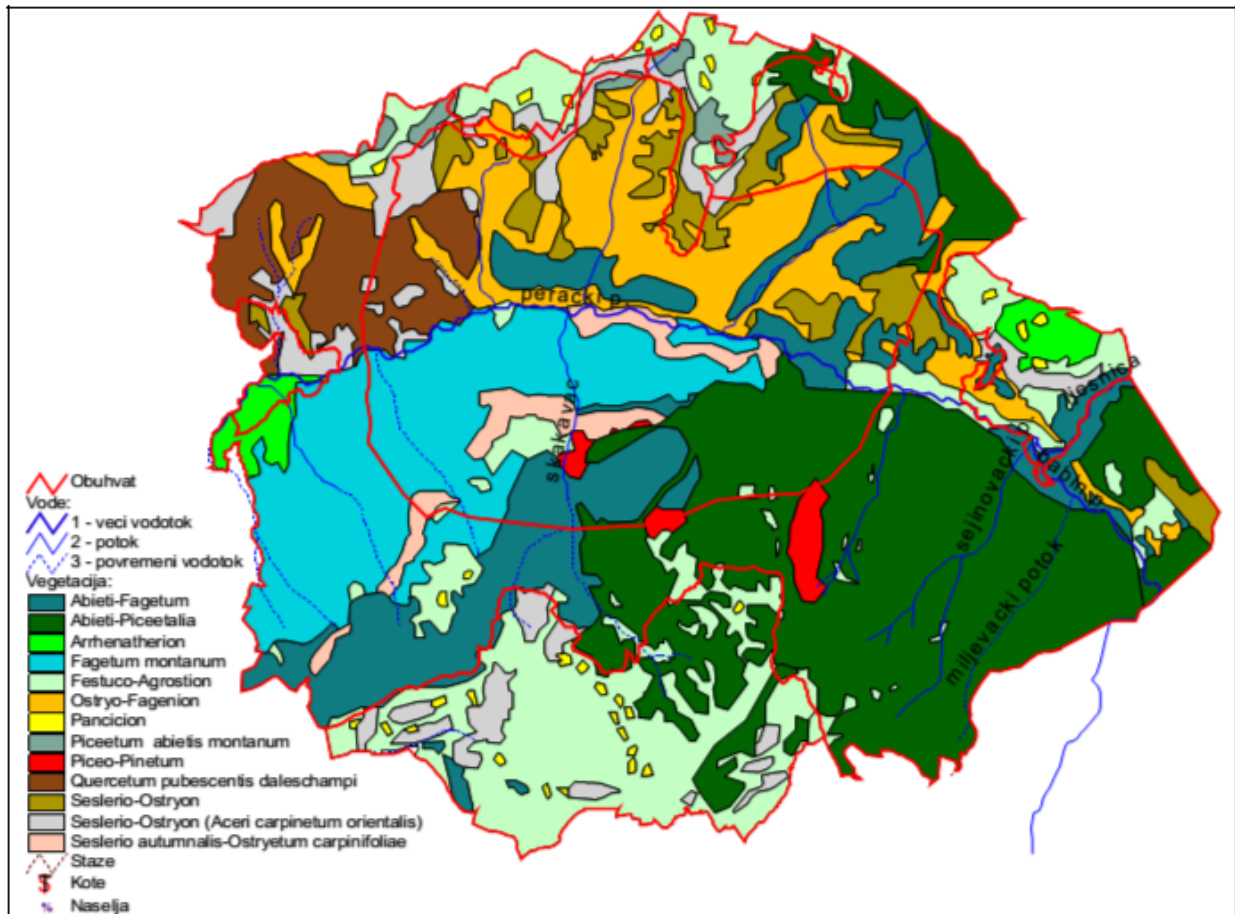 peracki p.
skakavac
ljesnica
babin p.
sejinovacki p.
miljevacki potok
Obuhvat
Vode:
1 - veci vodotok
2 - potok
3 - povremeni vodotok
Vegetacija:
Abieti-Fagetum
Abieti-Piceetalia
Arrhenatherion
Fagetum montanum
Festuco-Agrostion
Ostryo-Fagenion
Pancicion
Piceetum abietis montanum
Piceo-Pinetum
Quercetum pubescentis daleschampi
Seslerio-Ostryon
Seslerio-Ostryon (Aceri carpinetum orientalis)
Seslerio autumnalis-Ostryetum carpinifoliae
Staze
Kote
Naselja